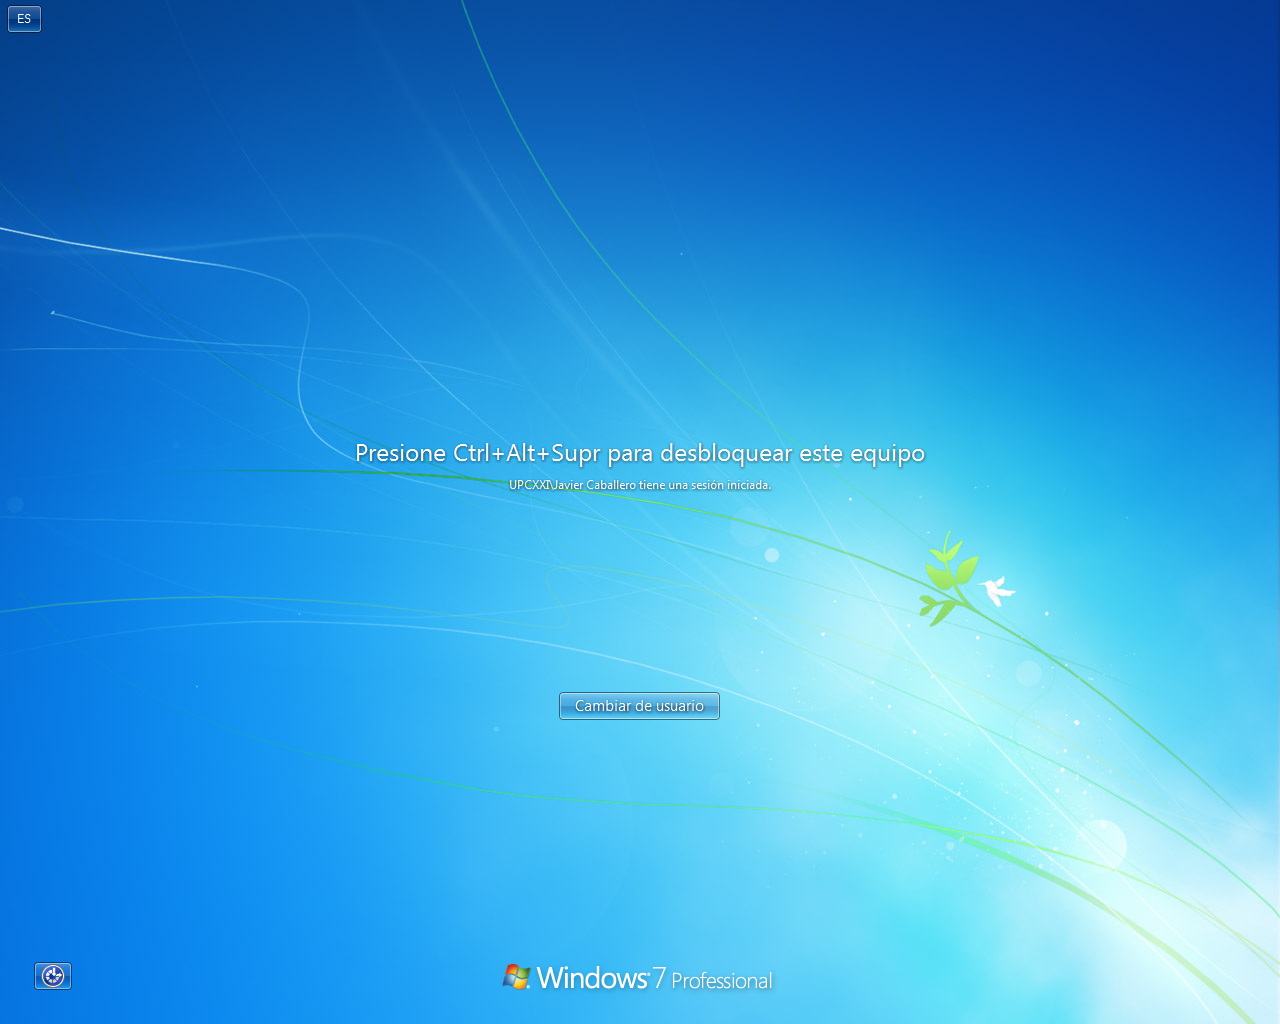 ES
Presione Ctrl+Alt+Supr para desbloquear este equipo
UPCXXI\Javier Caballero tiene una sesión iniciada.
Cambiar de usuario
Windows 7 Professional